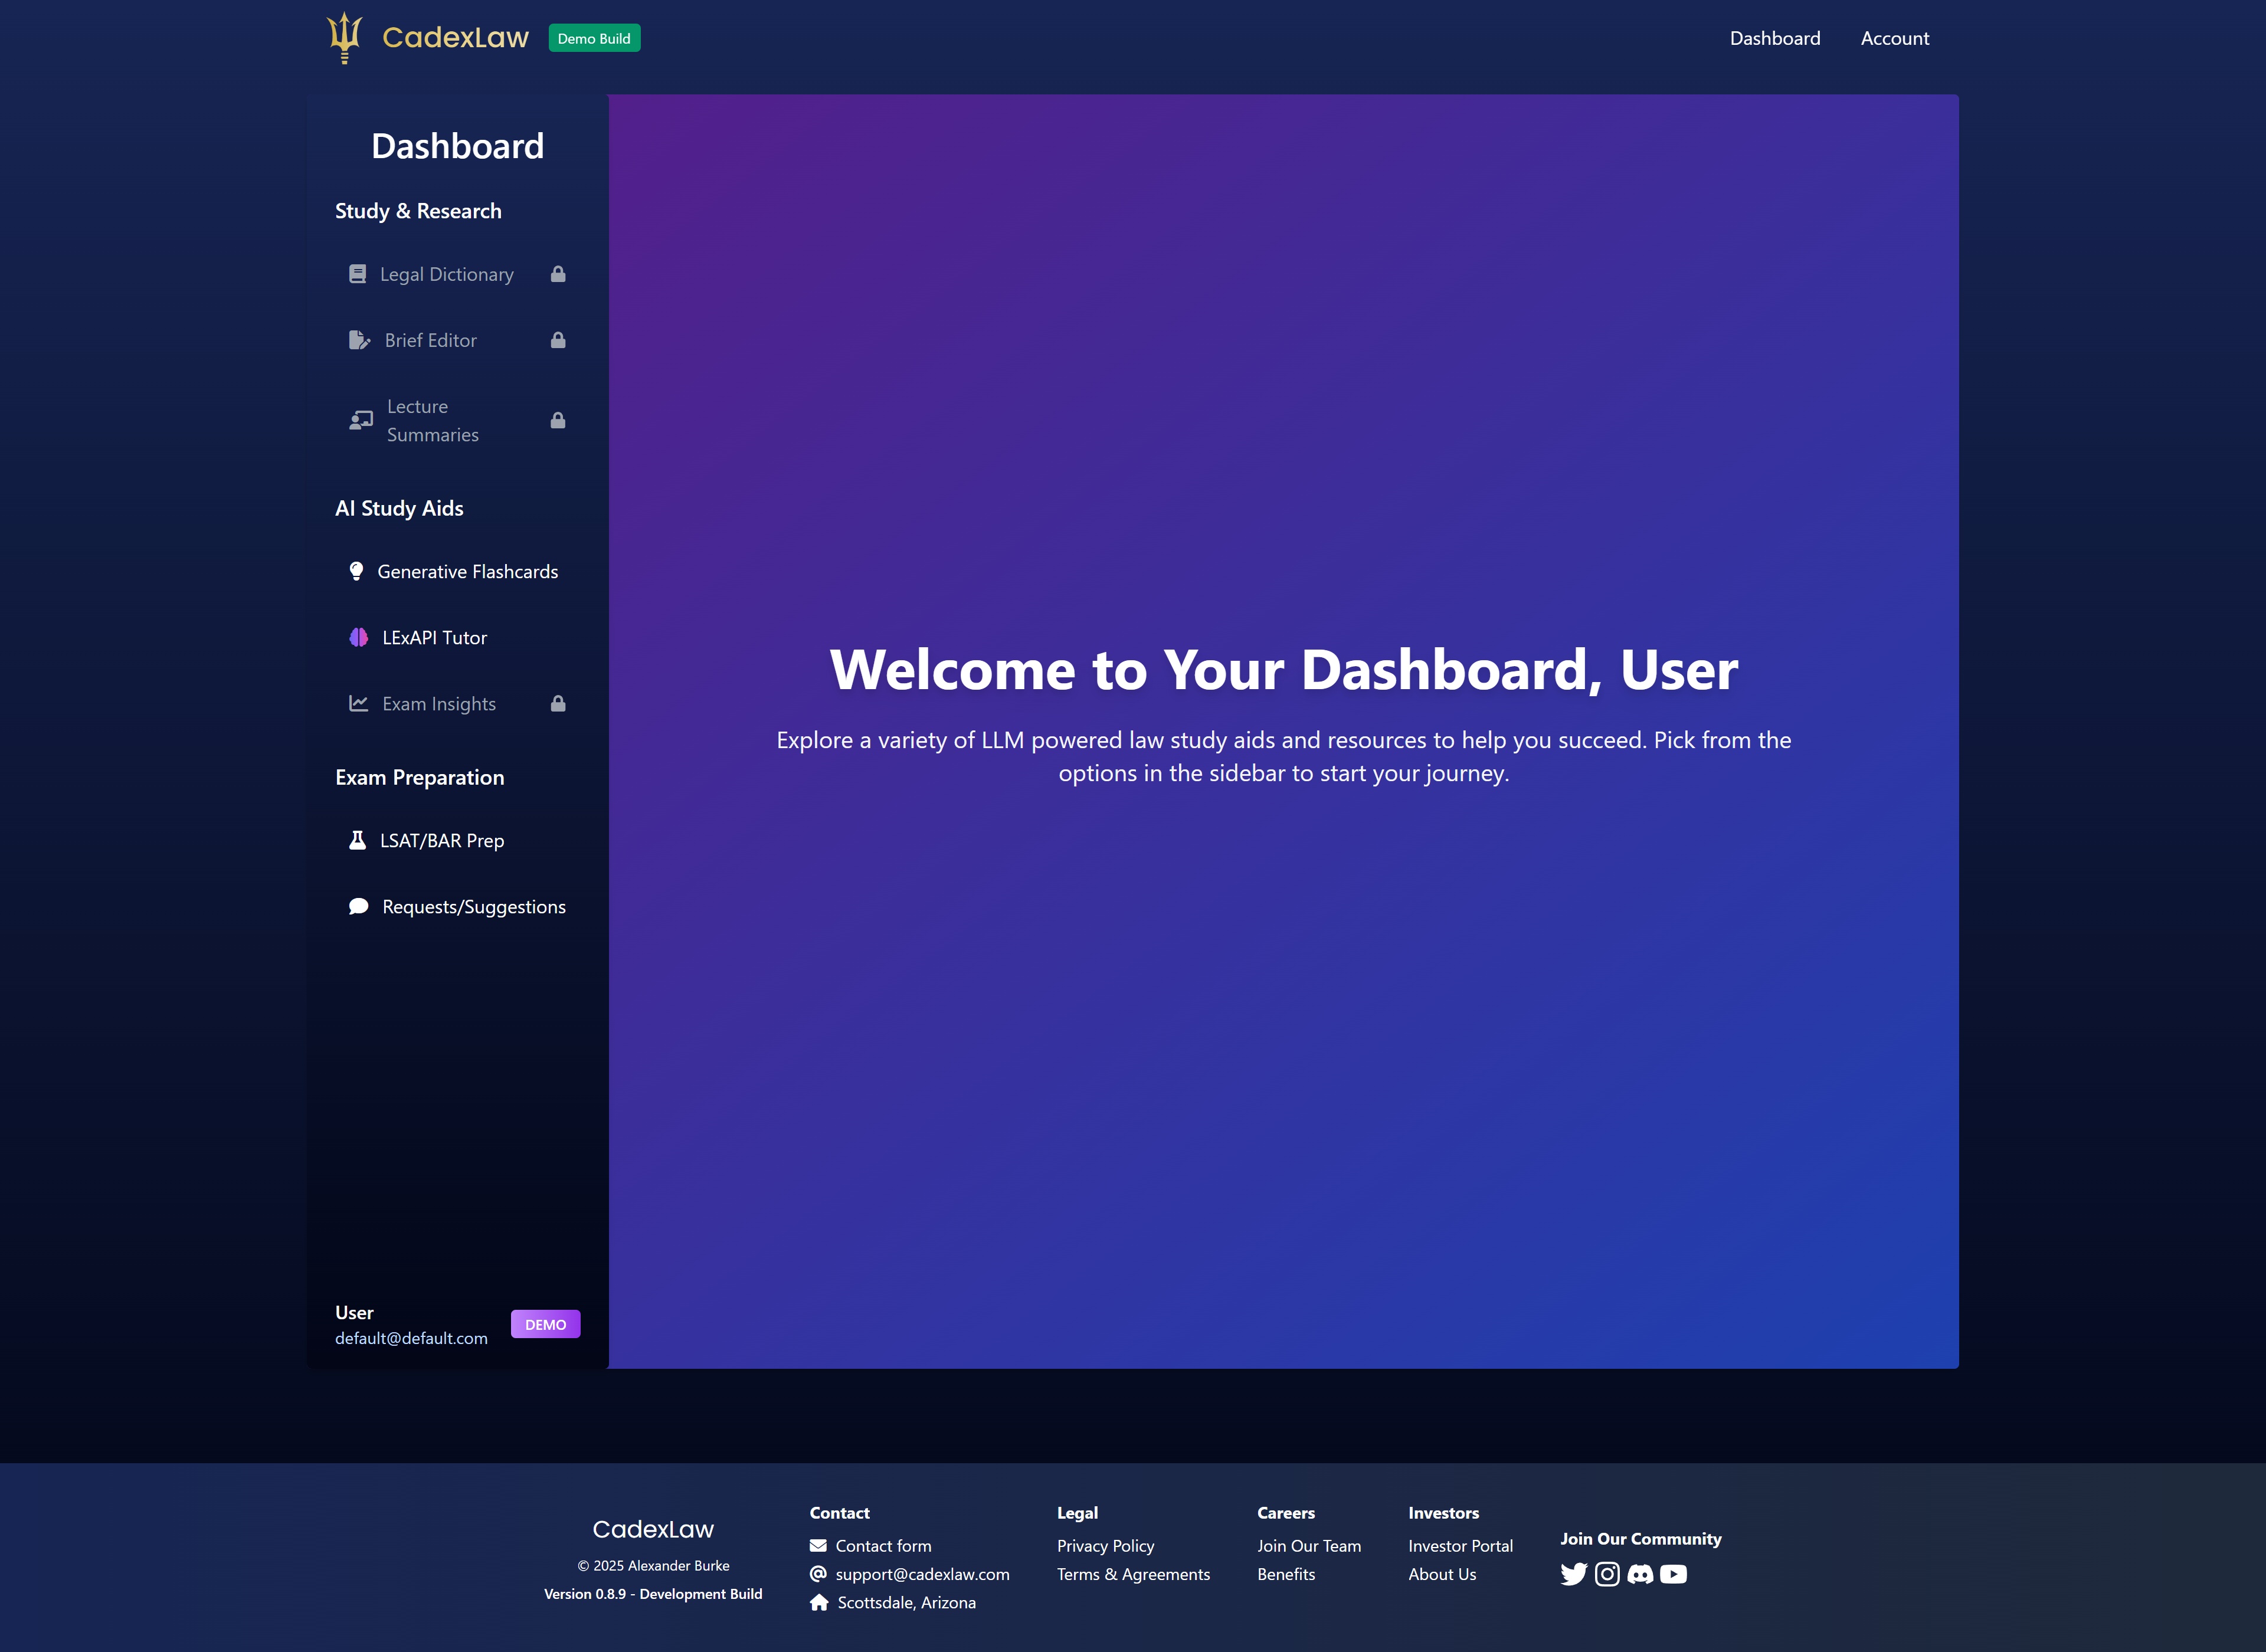 CadexLaw
Demo Build
Dashboard
Account
Dashboard
Study & Research
Legal Dictionary
Brief Editor
Lecture
Summaries
AI Study Aids
Generative Flashcards
LExAPI Tutor
Exam Insights
Exam Preparation
LSAT/BAR Prep
Requests/Suggestions
User
default@default.com
DEMO
Welcome to Your Dashboard, User
Explore a variety of LLM powered law study aids and resources to help you succeed. Pick from the
options in the sidebar to start your journey.
CadexLaw
© 2025 Alexander Burke
Version 0.8.9 - Development Build
Contact
Contact form
support@cadexlaw.com
Scottsdale, Arizona
Legal
Privacy Policy
Terms & Agreements
Careers
Join Our Team
Benefits
Investors
Investor Portal
About Us
Join Our Community